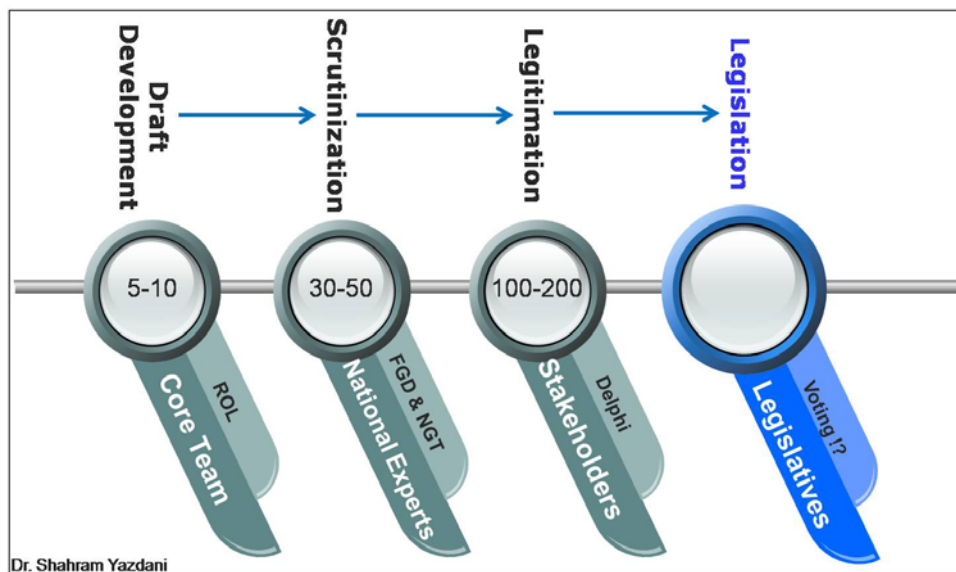 Draft
Development
Scrutinization
Legitimation
Legislation
5-10
30-50
100-200
Core Team
ROL
National Experts
FGD & NGT
Stakeholders
Delphi
Legislatives
Voting !?
Dr. Shahram Yazdani